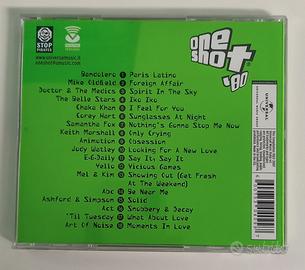 STOP
PIRATES
www.universalmusic.it
oneshot@umusic.com
one
shot
'80
UNIVERSAL
Bandolero 1 Paris Latino
Mike Oldfield 2 Foreign Affair
Doctor & The Medics 3 Spirit In The Sky
The Belle Stars 4 Iko Iko
Chaka Khan 5 I Feel For You
Corey Hart 6 Sunglasses At Night
Samantha Fox 7 Nothing's Gonna Stop Me Now
Keith Marshall 8 Only Crying
Animotion 9 Obsession
Jody Watley 10 Looking For A New Love
E-G-Daily 11 Say It, Say It
Yello 12 Vicious Games
Mel & Kim 13 Showing Out (Get Fresh
At The Weekend)
Abc 14 Be Near Me
Ashford & Simpson 15 Solid
Act 16 Snobbery & Decay
'Til Tuesday 17 What About Love
Art Of Noise 18 Moments In Love
subito